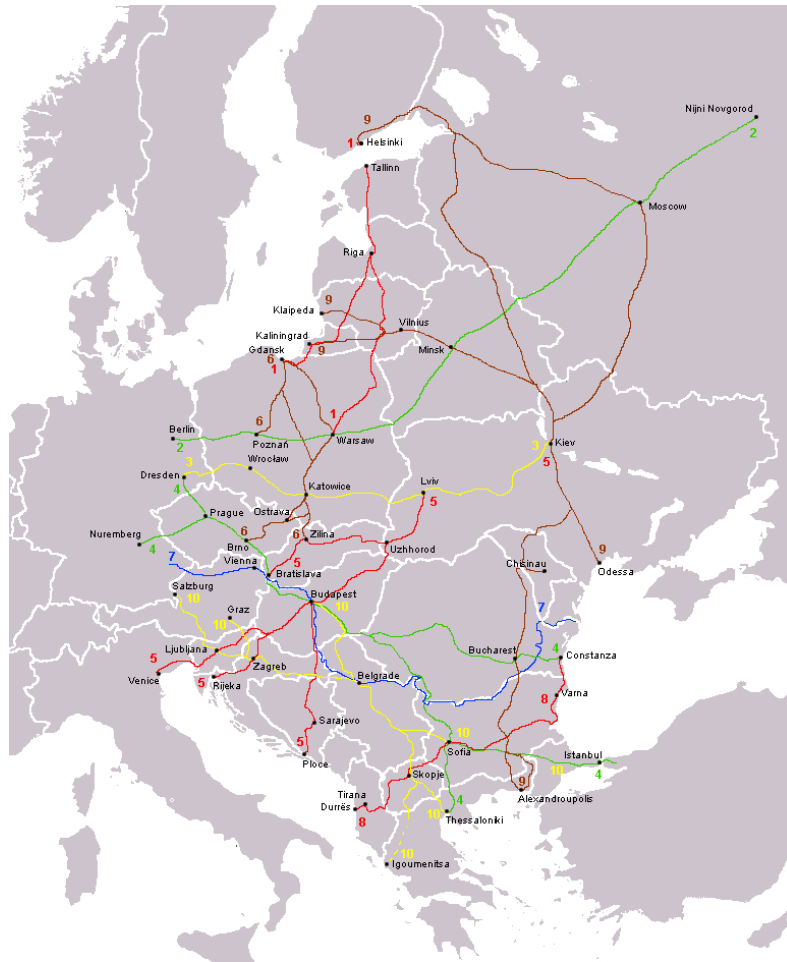 Nijni Novgorod
2
9
1
Helsinki
Tallinn
Moscow
Riga
9
Klaipeda
Vilnius
Kaliningrad
9
Gdansk
Minsk
6
1
Berlin
6
1
2
Poznań
Warsaw
3
Kiev
5
Wrocław
3
Dresden
4
Katowice
Lviv
5
Ostrava
Prague
6
6
Zilina
Nuremberg
4
Brno
Uzhhorod
9
Odessa
Chisinau
7
Vienna
5
Bratislava
Salzburg
10
Budapest
10
Graz
10
7
Ljubljana
Bucharest
4
Constanza
5
Zagreb
Venice
5
Rijeka
Belgrade
8
Varna
Sarajevo
5
Ploce
10
Sofia
Istanbul
10
4
Skopje
9
Alexandroupolis
Tirana
Durrës
8
4
10
Thessaloniki
10
Igoumenitsa